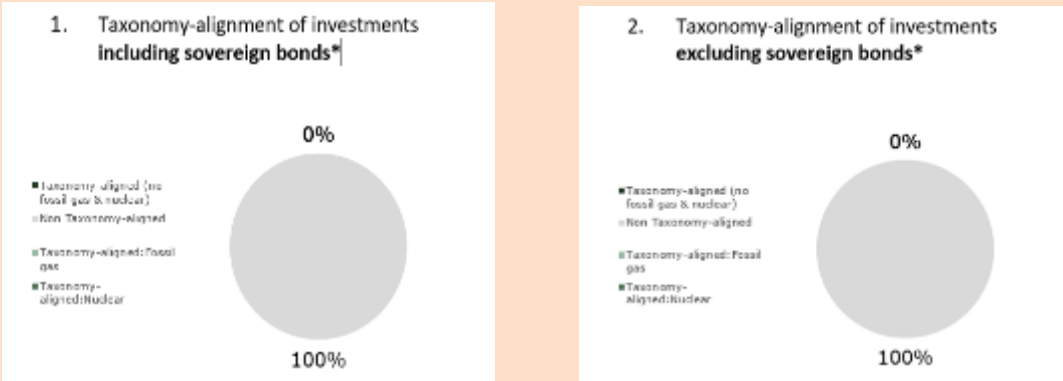 1. Taxonomy-alignment of investments
including sovereign bonds*
0%
Taxonomy-aligned (no
fossil gas & nuclear)
Non Taxonomy-aligned
Taxonomy-aligned: Fossil
gas
Taxonomy-
aligned:Nuclear
100%
2. Taxonomy-alignment of investments
excluding sovereign bonds*
0%
Taxonomy-aligned (no
fossil gas & nuclear)
Non Taxonomy-aligned
Taxonomy-aligned: Fossil
gas
Taxonomy-
aligned:Nuclear
100%